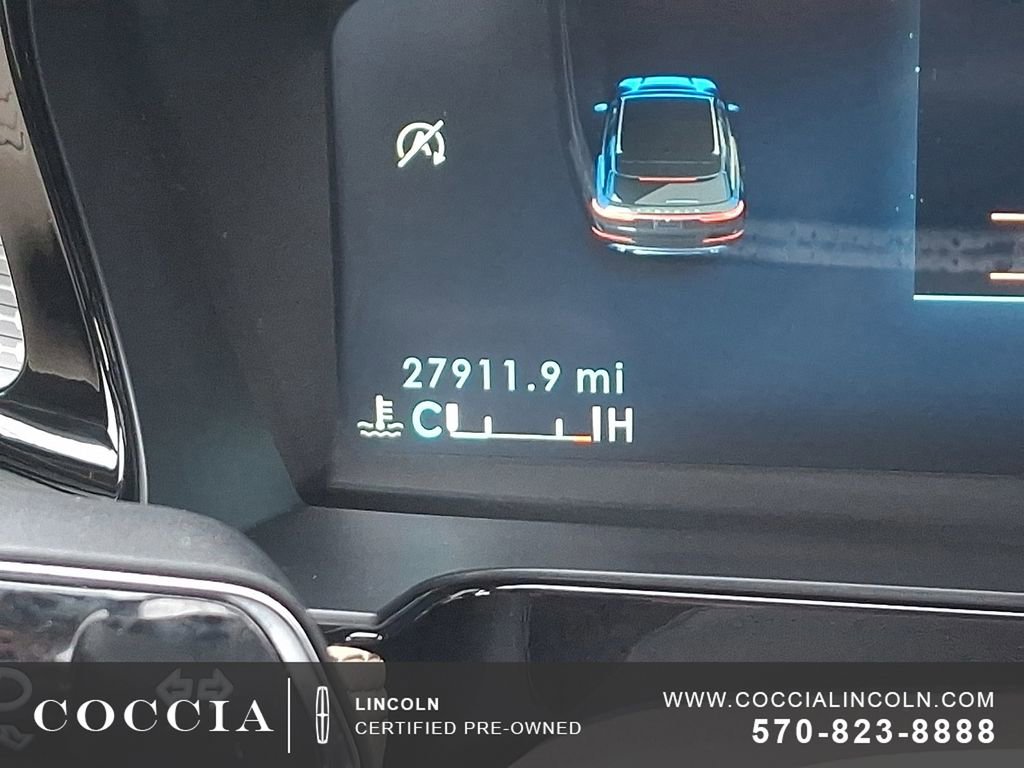 27911.9 mi
C H
COCCIA
LINCOLN
CERTIFIED PRE-OWNED
WWW.COCCIALINCOLN.COM
570-823-8888